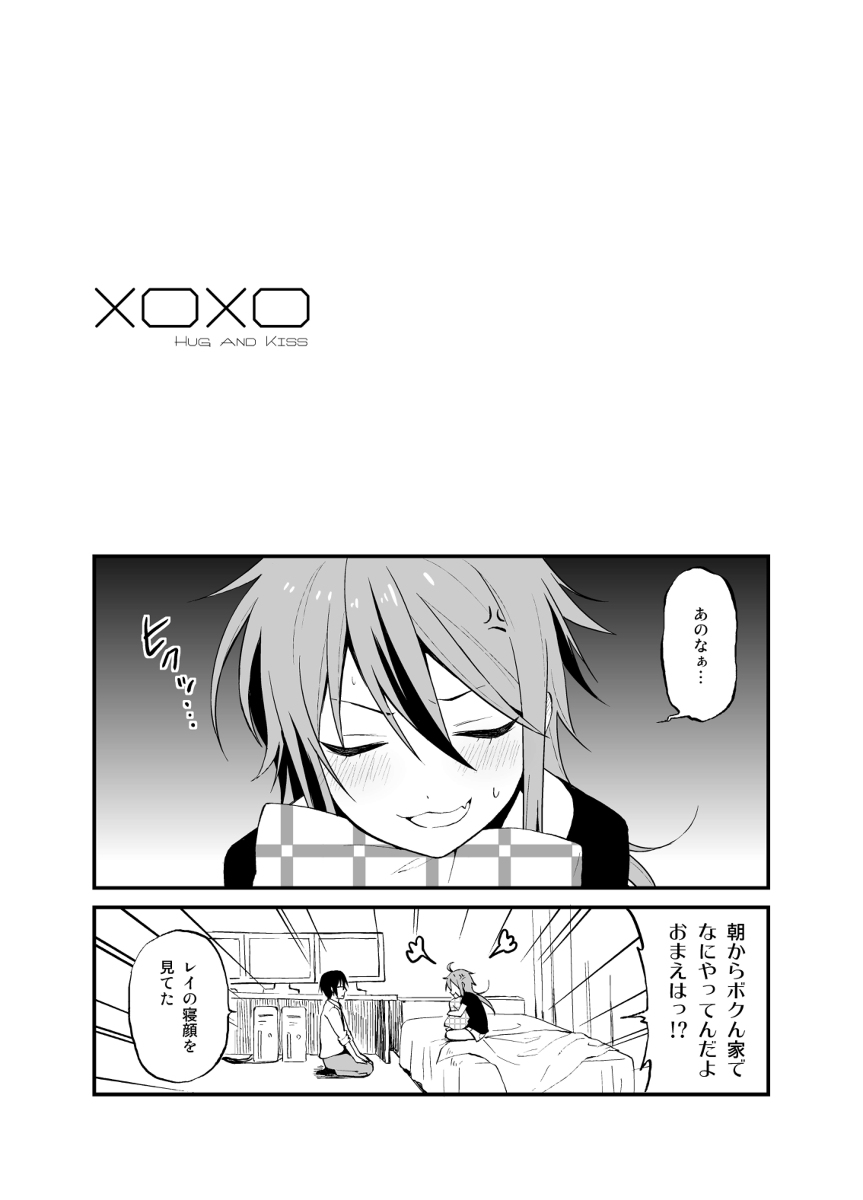 XOXO
HUG AND KISS
あのなぁ…
ヒクッ…
朝からボクん家で
なにやってんだよ
おまえはっ!?
レイの寝顔を
見てた